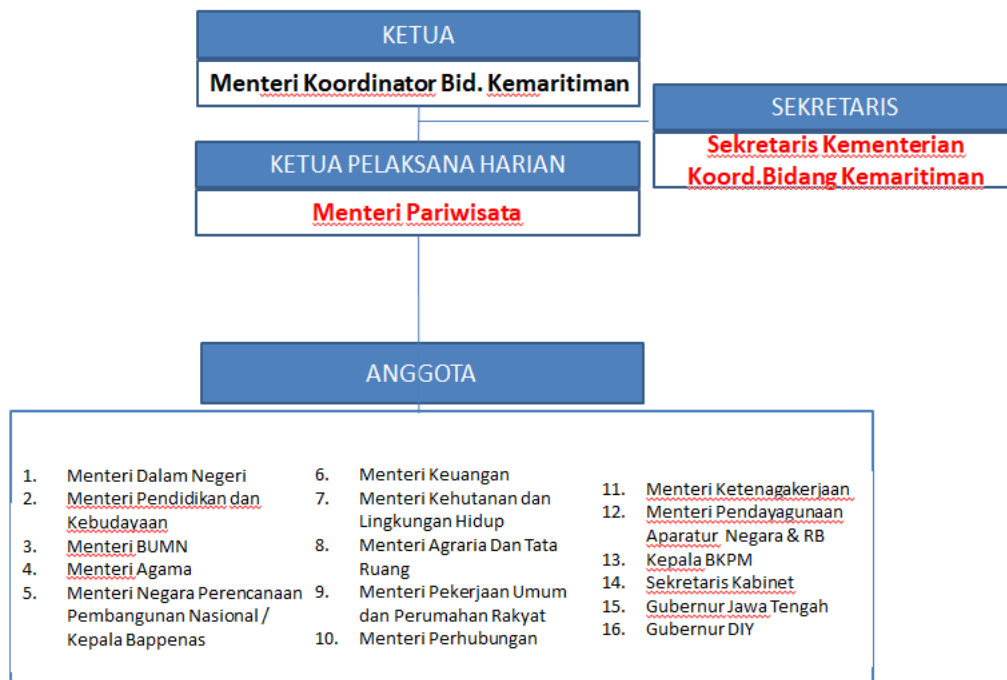 KETUA
Menteri Koordinator Bid. Kemaritiman
SEKRETARIS
Sekretaris Kementerian
Koord.Bidang Kemaritiman
KETUA PELAKSANA HARIAN
Menteri Pariwisata
ANGGOTA
1. Menteri Dalam Negeri
2. Menteri Pendidikan dan
Kebudayaan
3. Menteri BUMN
4. Menteri Agama
5. Menteri Negara Perencanaan
Pembangunan Nasional /
Kepala Bappenas
6. Menteri Keuangan
7. Menteri Kehutanan dan
Lingkungan Hidup
8. Menteri Agraria Dan Tata
Ruang
9. Menteri Pekerjaan Umum
dan Perumahan Rakyat
10. Menteri Perhubungan
11. Menteri Ketenagakerjaan
12. Menteri Pendayagunaan
Aparatur Negara & RB
13. Kepala BKPM
14. Sekretaris Kabinet
15. Gubernur Jawa Tengah
16. Gubernur DIY